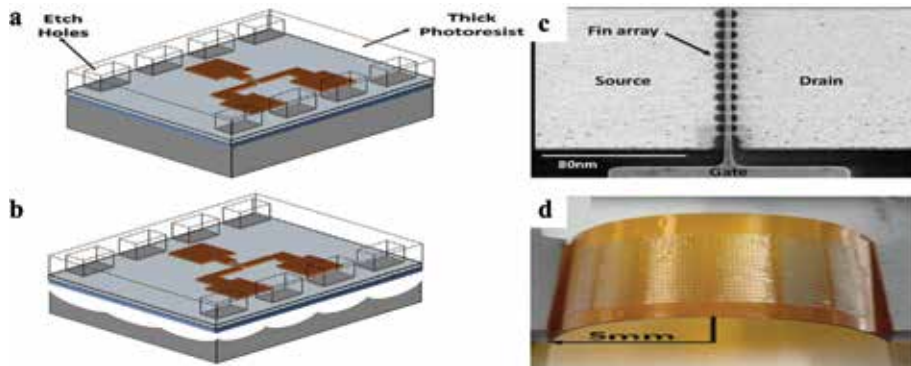 a
Etch
Holes
Thick
Photoresist
b
c
Fin array
Source
Drain
80nm
Gate
d
5mm